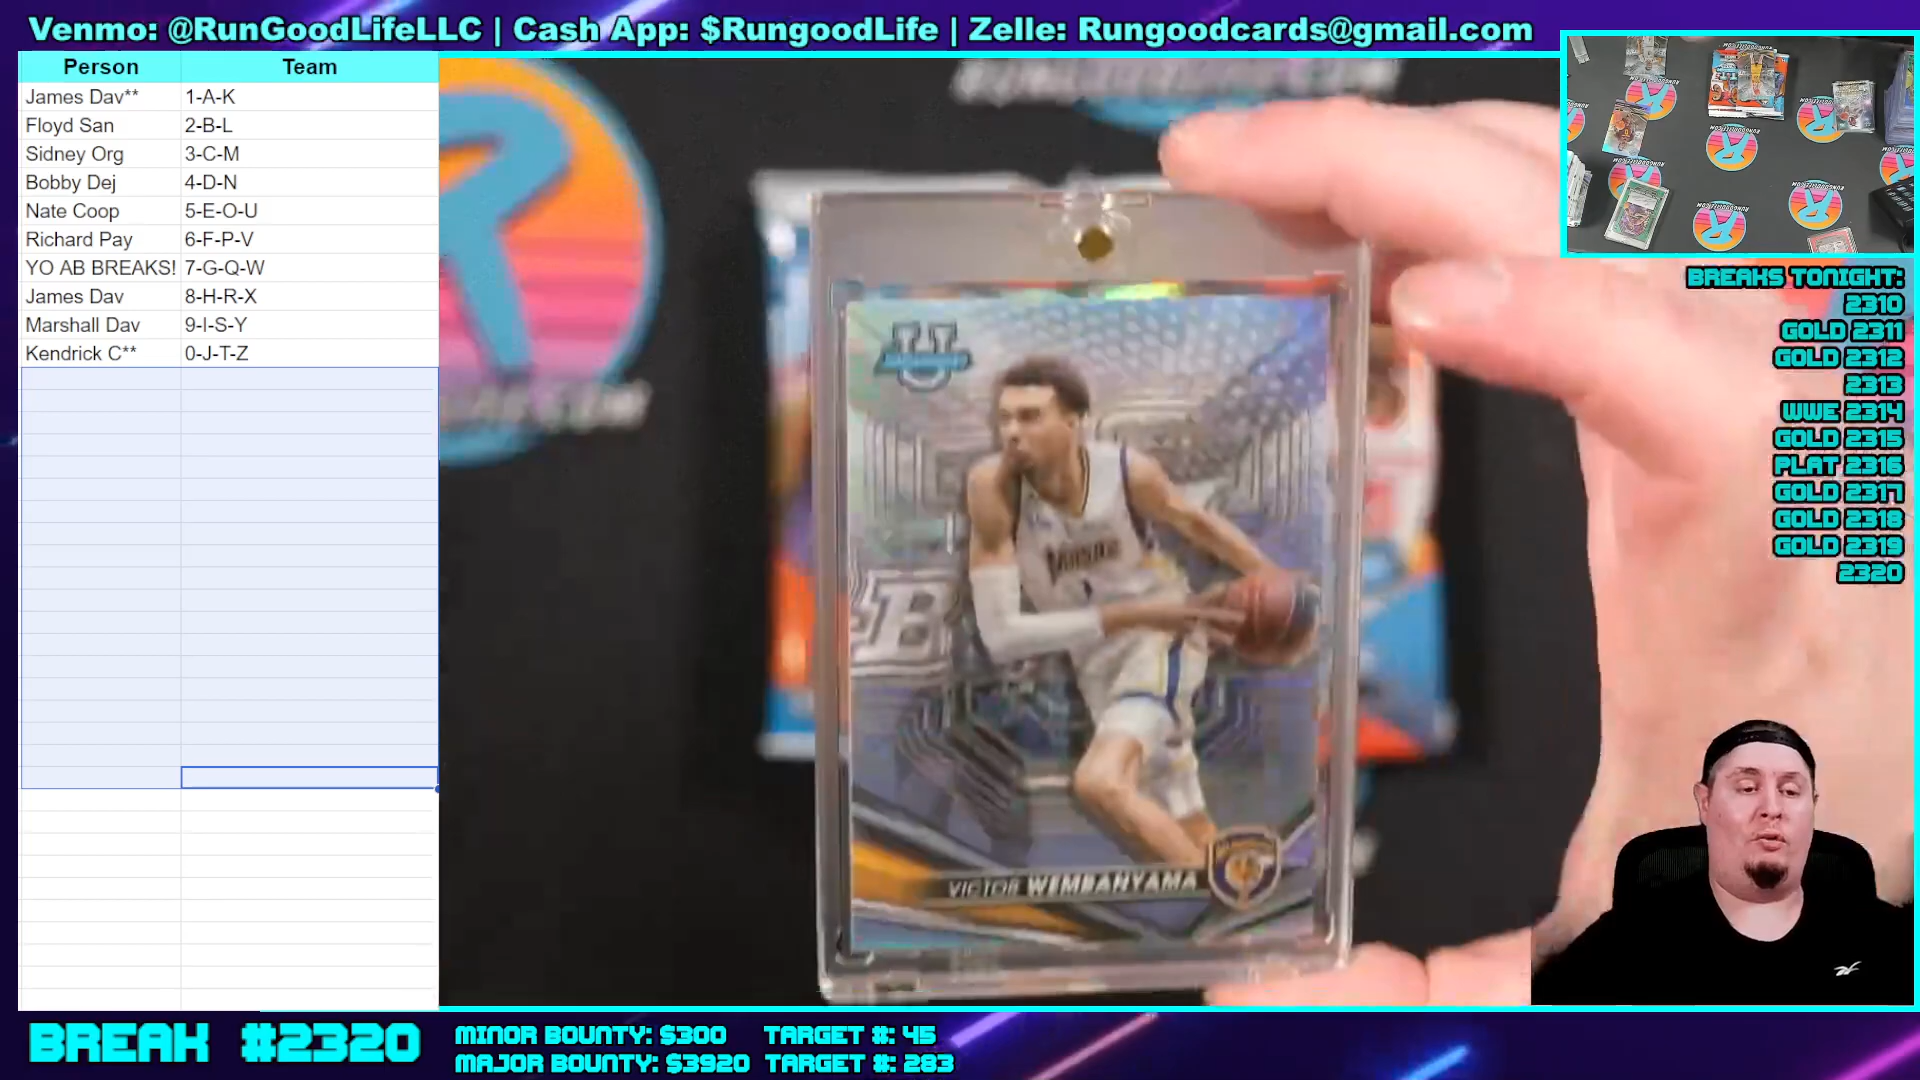 Venmo: @RunGoodLifeLLC | Cash App: $RungoodLife | Zelle: Rungoodcards@gmail.com
Person Team
James Dav** 1-A-K
Floyd San 2-B-L
Sidney Org 3-C-M
Bobby Dej 4-D-N
Nate Coop 5-E-O-U
Richard Pay 6-F-P-V
YO AB BREAKS! 7-G-Q-W
James Dav 8-H-R-X
Marshall Dav 9-I-S-Y
Kendrick C** 0-J-T-Z
BREAKS TONIGHT:
2310
GOLD 2311
GOLD 2312
2313
WWE 2314
GOLD 2315
PLAT 2316
GOLD 2317
GOLD 2318
GOLD 2319
2320
U
B
VICTOR WEMBANYAMA
BREAK #2320
MINOR BOUNTY: $300 TARGET #: 45
MAJOR BOUNTY: $3920 TARGET #: 283